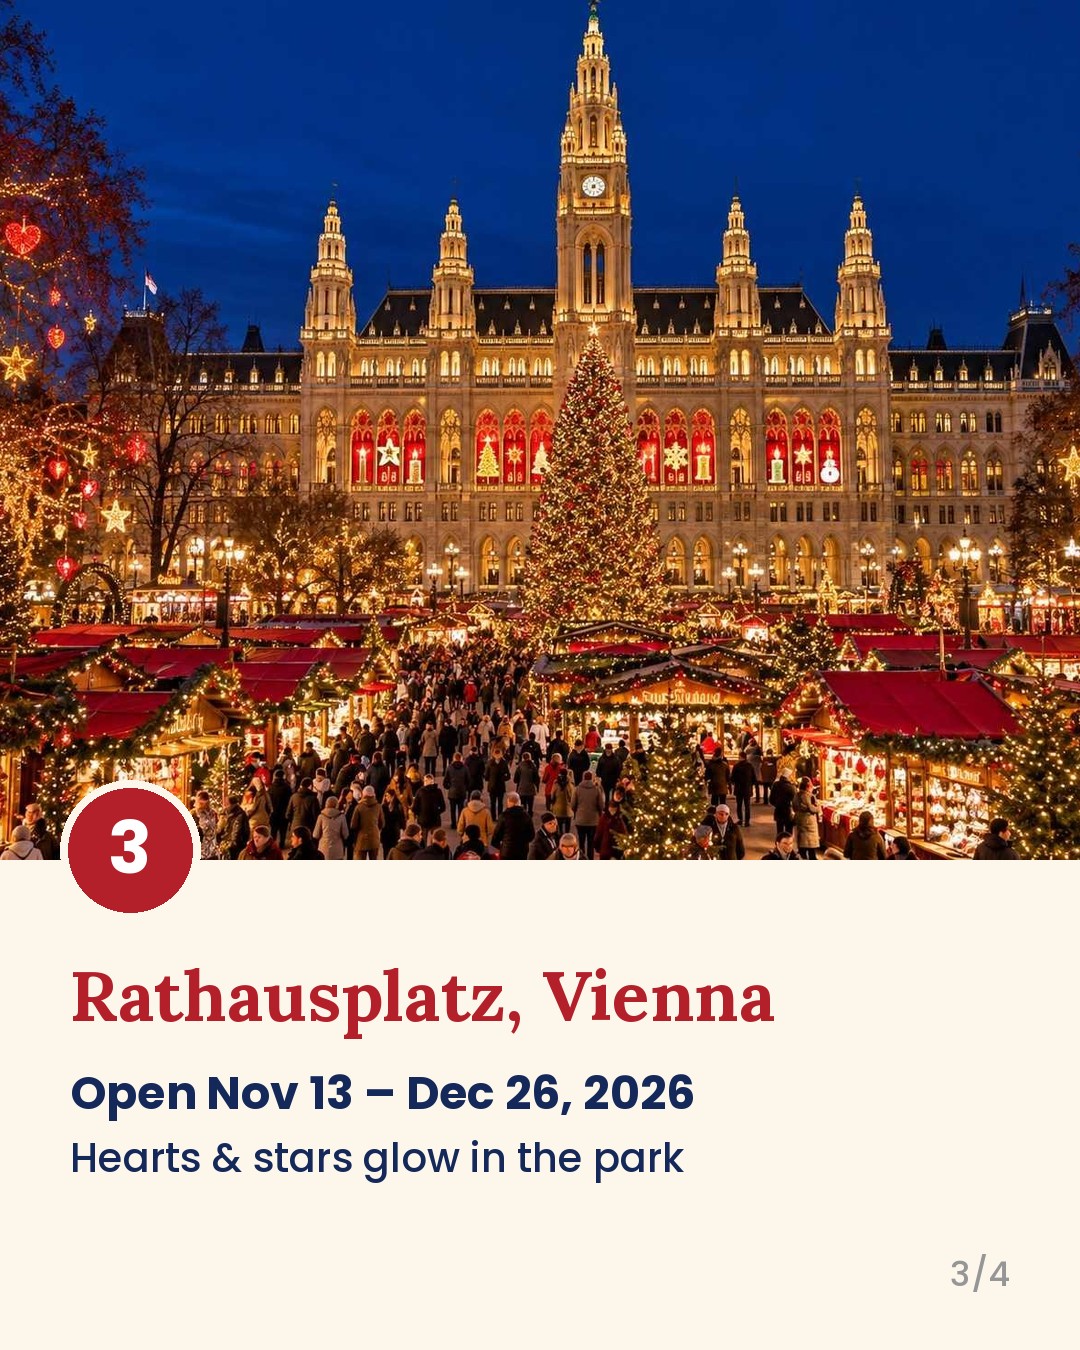 3
Rathausplatz, Vienna
Open Nov 13 – Dec 26, 2026
Hearts & stars glow in the park
3/4